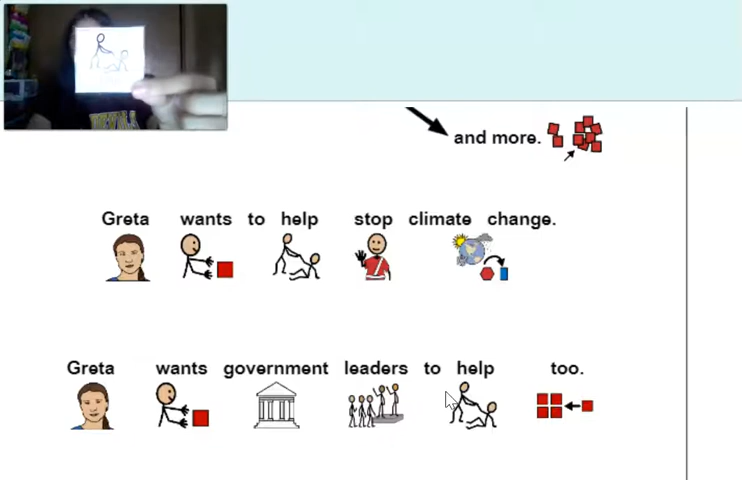 and more.
Greta wants to help stop climate change.
Greta wants government leaders to help too.